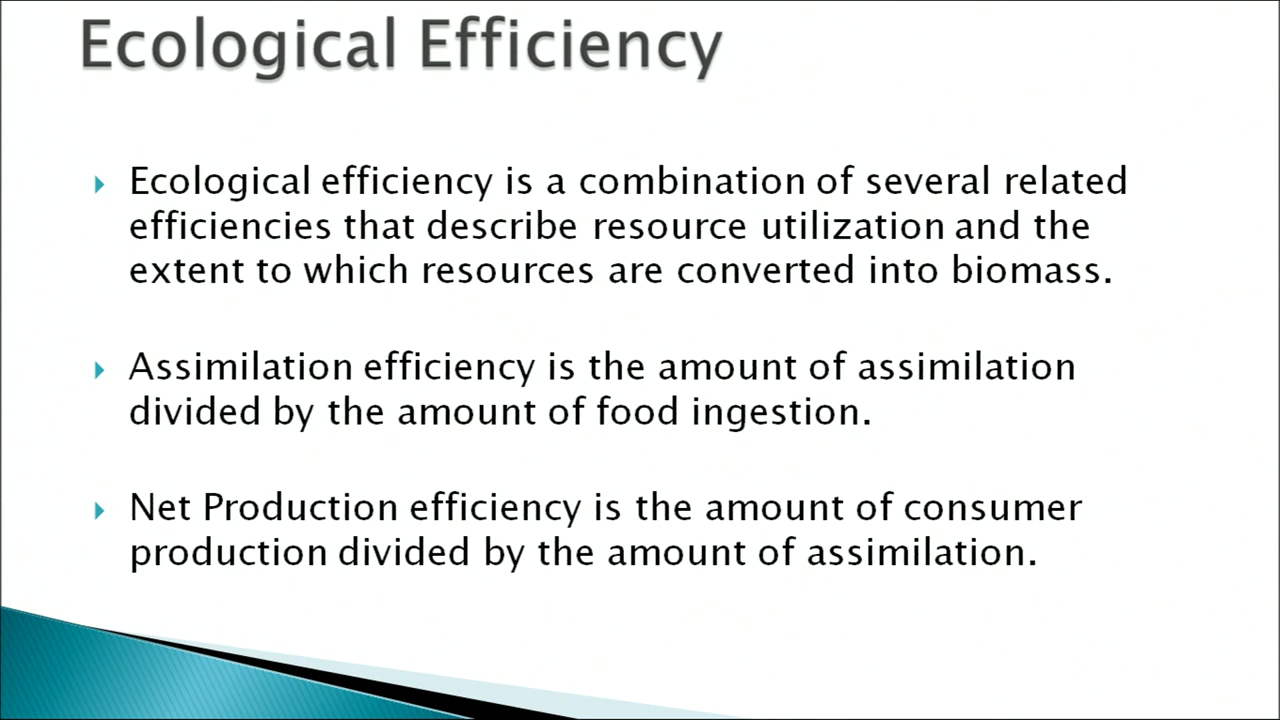 Ecological Efficiency
Ecological efficiency is a combination of several related
efficiencies that describe resource utilization and the
extent to which resources are converted into biomass.
Assimilation efficiency is the amount of assimilation
divided by the amount of food ingestion.
Net Production efficiency is the amount of consumer
production divided by the amount of assimilation.